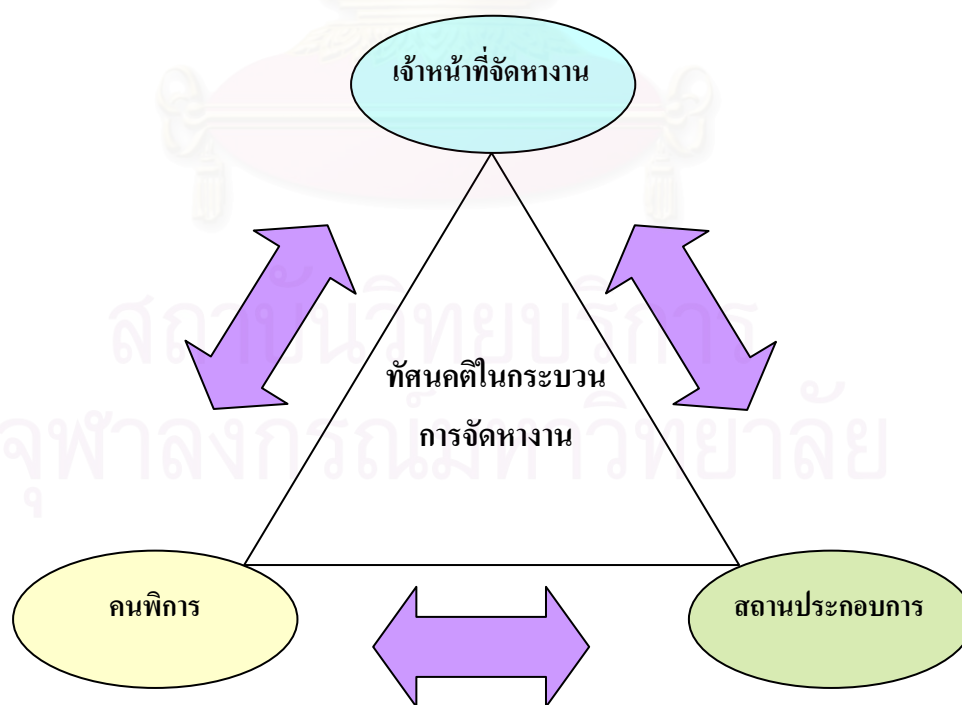 เจ้าหน้าที่จัดหางาน
ทัศนคติในกระบวน
การจัดหางาน
คนพิการ
สถานประกอบการ
สถาบันวิทยบริการ
จุฬาลงกรณ์มหาวิทยาลัย